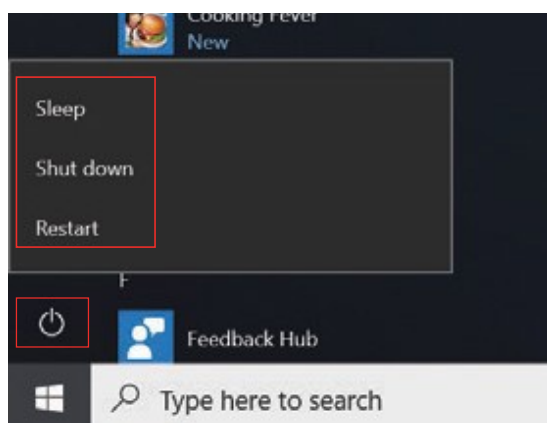 Cooking Fever
New
Sleep
Shut down
Restart
F
Feedback Hub
Type here to search